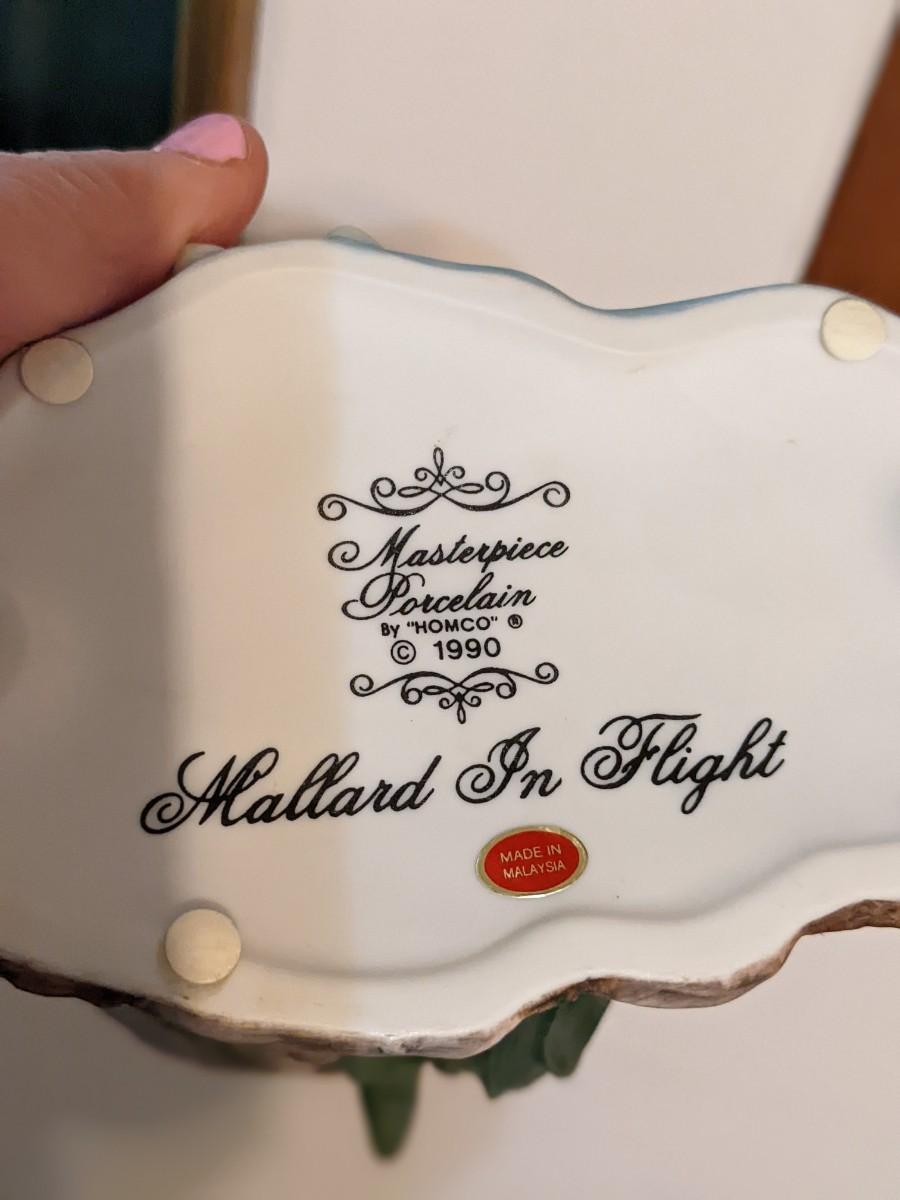 Masterpiece
Porcelain
By "HOMCO" ®
© 1990
Mallard In Flight
MADE IN
MALAYSIA